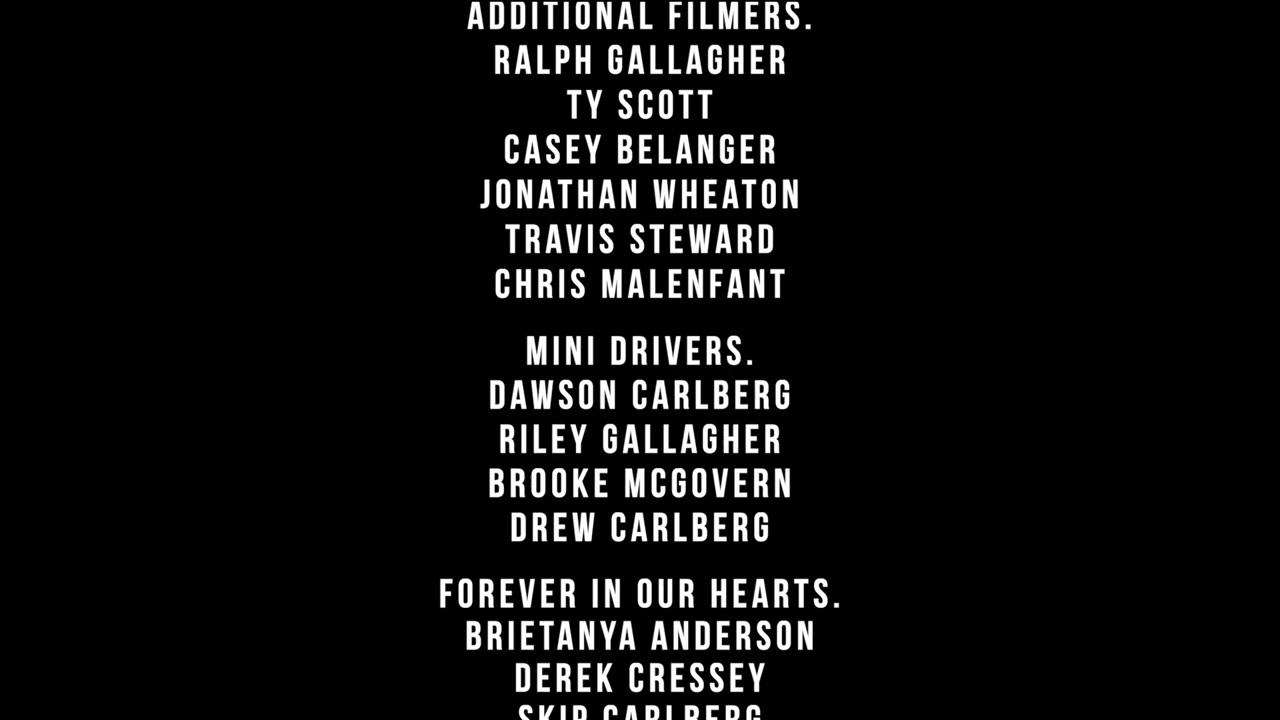 ADDITIONAL FILMERS.
RALPH GALLAGHER
TY SCOTT
CASEY BELANGER
JONATHAN WHEATON
TRAVIS STEWARD
CHRIS MALENFANT
MINI DRIVERS.
DAWSON CARLBERG
RILEY GALLAGHER
BROOKE MCGOVERN
DREW CARLBERG
FOREVER IN OUR HEARTS.
BRIETANYA ANDERSON
DEREK CRESSEY
SKIP CARLBERG